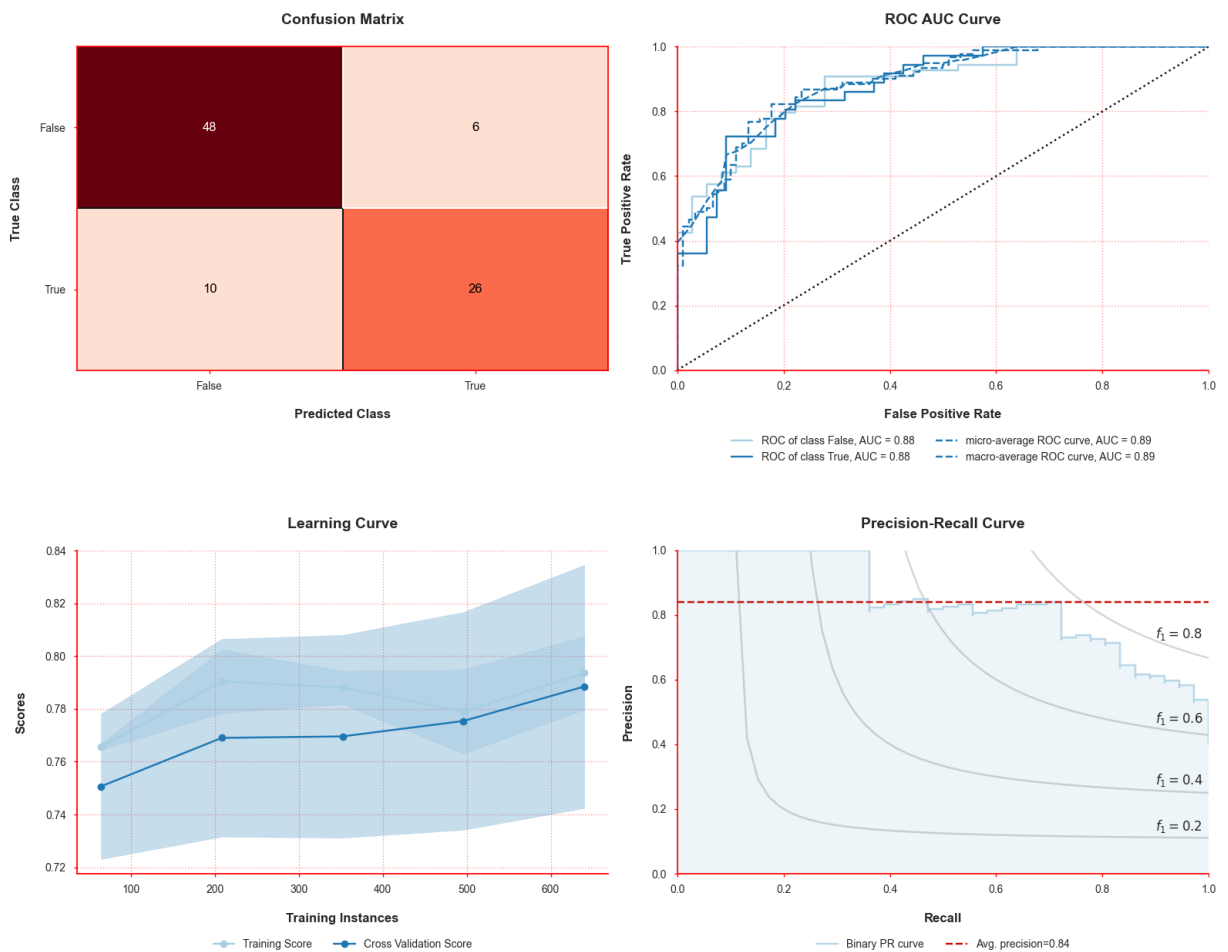 Confusion Matrix
True Class
False
48
6
True
10
26
False
True
Predicted Class
ROC AUC Curve
True Positive Rate
1.0
0.8
0.6
0.4
0.2
0.0
0.0
0.2
0.4
0.6
0.8
1.0
False Positive Rate
ROC of class False, AUC = 0.88
micro-average ROC curve, AUC = 0.89
ROC of class True, AUC = 0.88
macro-average ROC curve, AUC = 0.89
Learning Curve
Scores
0.84
0.82
0.80
0.78
0.76
0.74
0.72
100
200
300
400
500
600
Training Instances
Training Score
Cross Validation Score
Precision-Recall Curve
Precision
1.0
0.8
0.6
0.4
0.2
0.0
f₁ = 0.8
f₁ = 0.6
f₁ = 0.4
f₁ = 0.2
0.0
0.2
0.4
0.6
0.8
1.0
Recall
Binary PR curve
Avg. precision=0.84